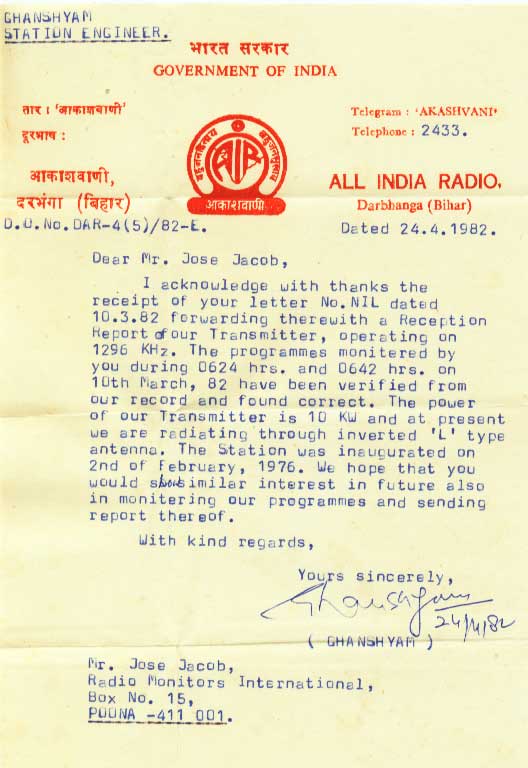 GHANSHYAM
STATION ENGINEER.
भारत सरकार
GOVERNMENT OF INDIA
तार : 'आकाशवाणी'
Telegram : 'AKASHVANI'
दूरभाष :
Telephone : 2433.
बहुजनहिताय बहुजनसुखाय
AIR
आकाशवाणी
आकाशवाणी,
ALL INDIA RADIO,
दरभंगा (बिहार)
Darbhanga (Bihar)
D.O.No.DAR-4(5)/82-E.
Dated 24.4.1982.
Dear Mr. Jose Jacob,
I acknowledge with thanks the
receipt of your letter No.NIL dated
10.3.82 forwarding therewith a Reception
Report of our Transmitter, operating on
1296 KHz. The programmes monitered by
you during 0624 hrs. and 0642 hrs. on
10th March, 82 have been verified from
our record and found correct. The power
of our Transmitter is 10 KW and at present
we are radiating through inverted 'L' type
antenna. The Station was inaugurated on
2nd of February, 1976. We hope that you
would show similar interest in future also
in monitering our programmes and sending
report thereof.
With kind regards,
Yours sincerely,
Ghanshyam
24/4/82
( GHANSHYAM )
Mr. Jose Jacob,
Radio Monitors International,
Box No. 15,
POONA -411 001.